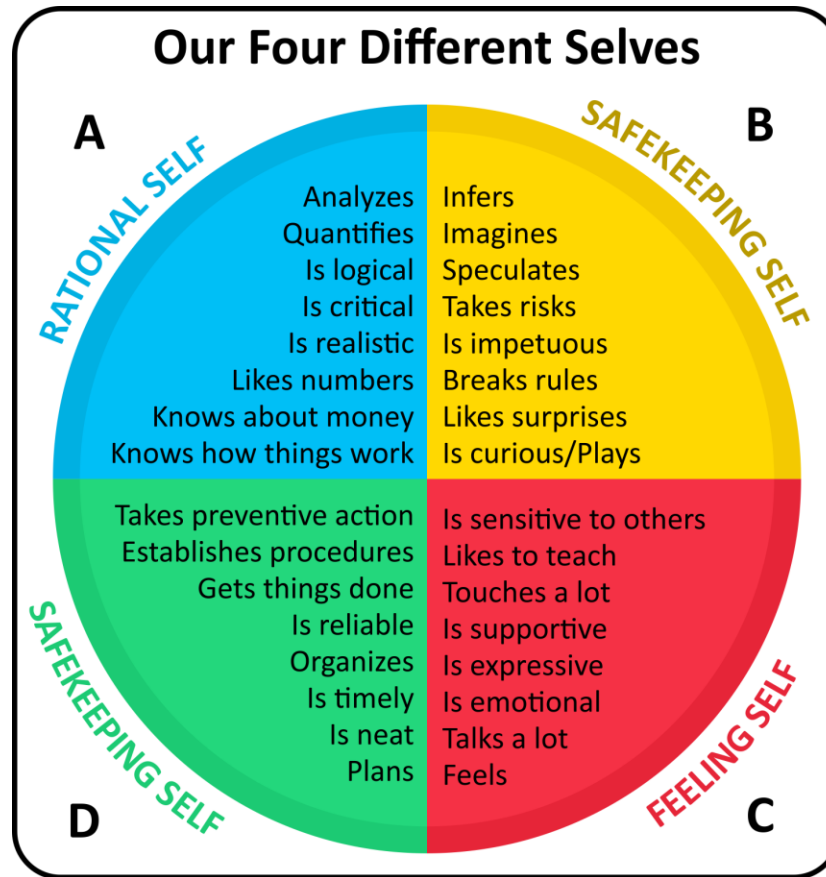 Our Four Different Selves
A
RATIONAL SELF
Analyzes
Quantifies
Is logical
Is critical
Is realistic
Likes numbers
Knows about money
Knows how things work
B
SAFEKEEPING SELF
Infers
Imagines
Speculates
Takes risks
Is impetuous
Breaks rules
Likes surprises
Is curious/Plays
D
SAFEKEEPING SELF
Takes preventive action
Establishes procedures
Gets things done
Is reliable
Organizes
Is timely
Is neat
Plans
C
FEELING SELF
Is sensitive to others
Likes to teach
Touches a lot
Is supportive
Is expressive
Is emotional
Talks a lot
Feels